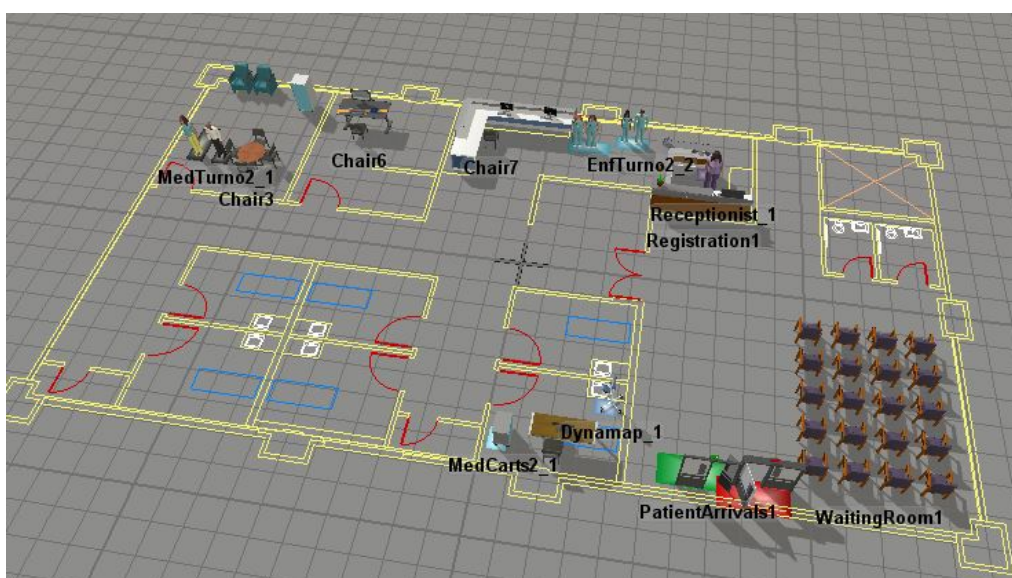 Chair6
Chair7
EnfTurno2_2
MedTurno2_1
Chair3
Receptionist_1
Registration1
Dynamap_1
MedCarts2_1
PatientArrivals1
WaitingRoom1